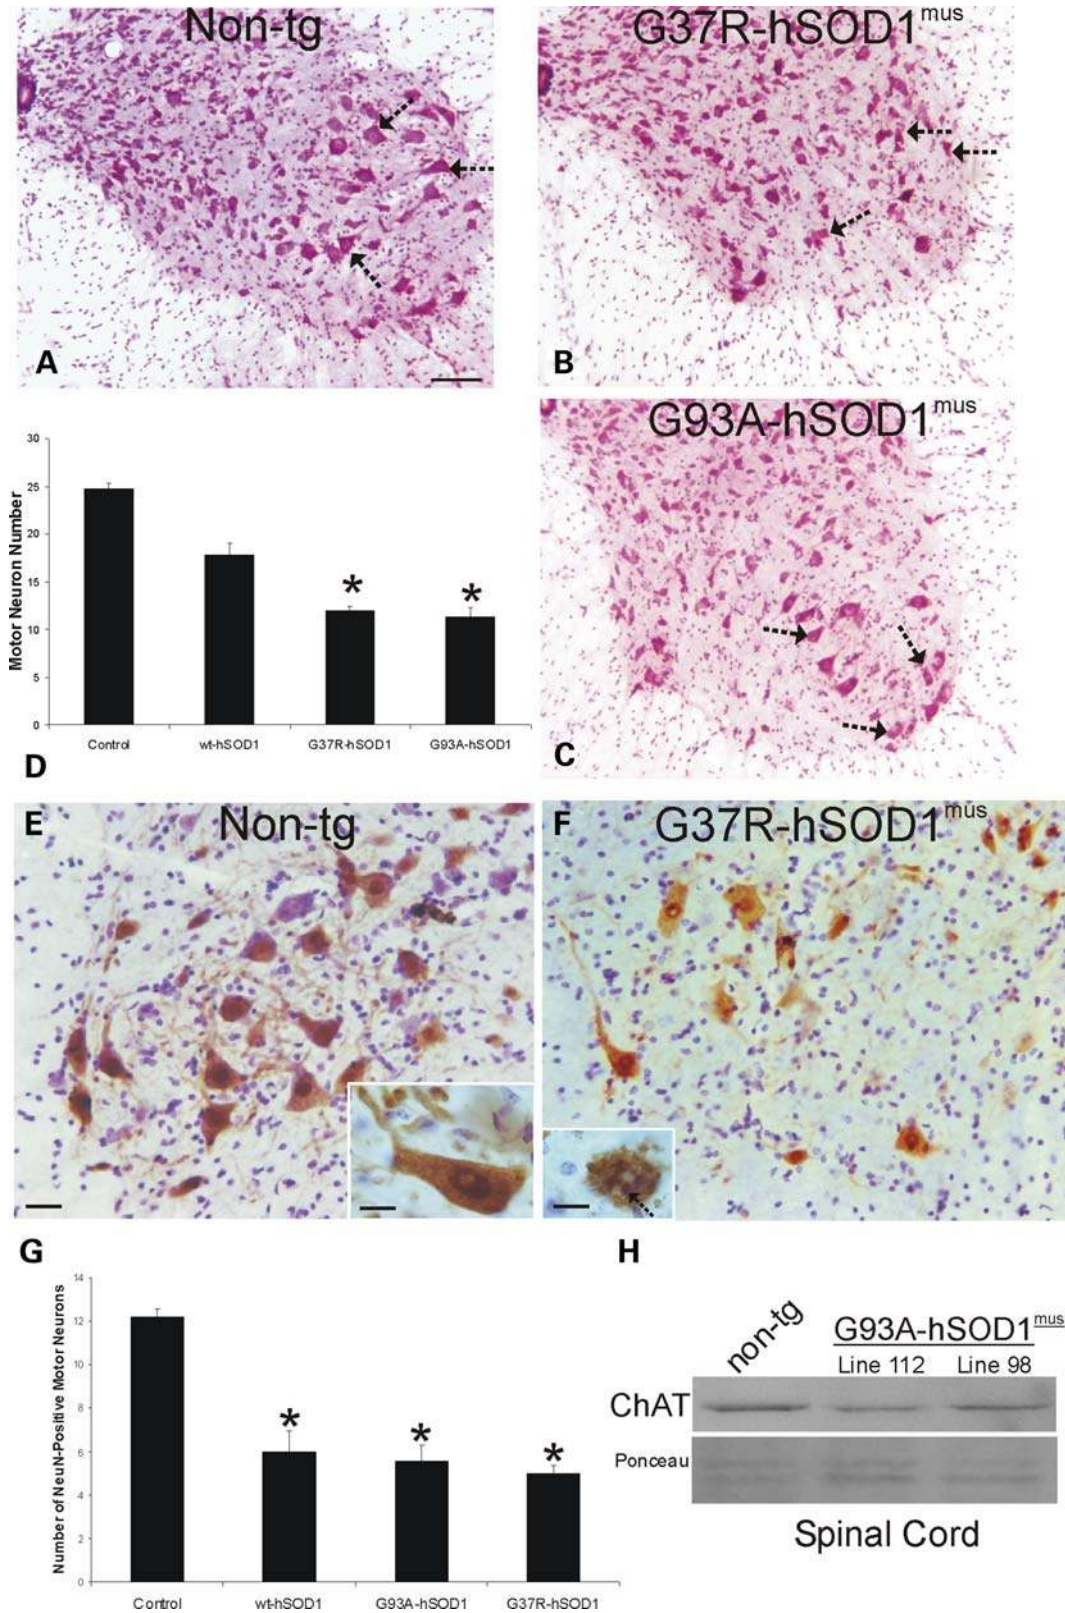 Non-tg
G37R-hSOD1mus
A
B
G93A-hSOD1mus
C
Motor Neuron Number
30
25
20
15
10
5
0
*
*
Control wt-hSOD1 G37R-hSOD1 G93A-hSOD1
D
E
Non-tg
F
G37R-hSOD1mus
G
Number of NeuN-Positive Motor Neurons
14
12
10
8
6
4
2
0
*
*
*
Control wt-hSOD1 G93A-hSOD1 G37R-hSOD1
H
non-tg
G93A-hSOD1mus
Line 112 Line 98
ChAT
Ponceau
Spinal Cord